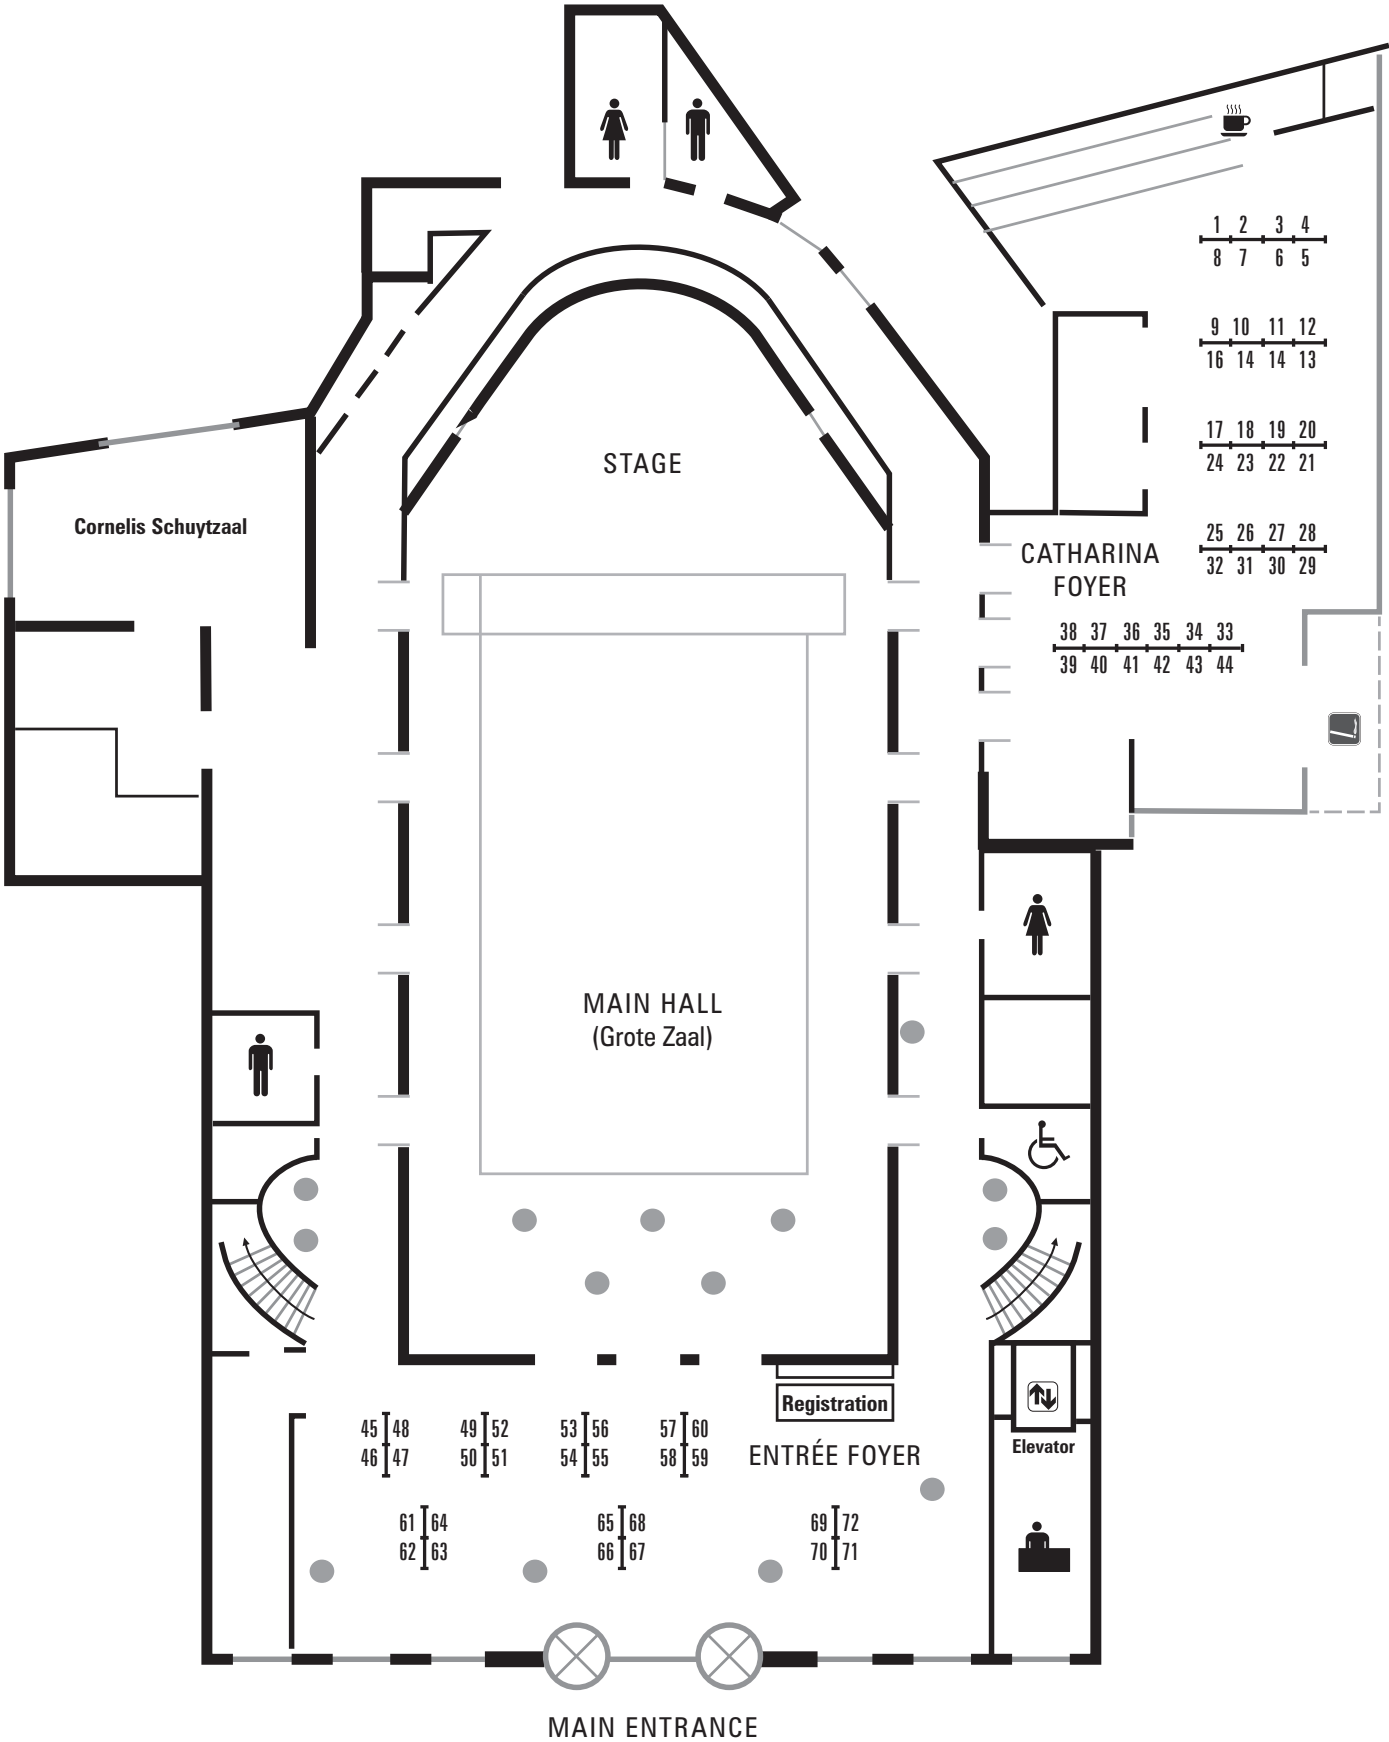 1 2 3 4
8 7 6 5
9 10 11 12
16 14 14 13
17 18 19 20
24 23 22 21
STAGE
Cornelis Schuytzaal
25 26 27 28
32 31 30 29
CATHARINA
FOYER
38 37 36 35 34 33
39 40 41 42 43 44
MAIN HALL
(Grote Zaal)
Registration
45 48 49 52 53 56 57 60
46 47 50 51 54 55 58 59
ENTRÉE FOYER
Elevator
61 64 65 68 69 72
62 63 66 67 70 71
MAIN ENTRANCE